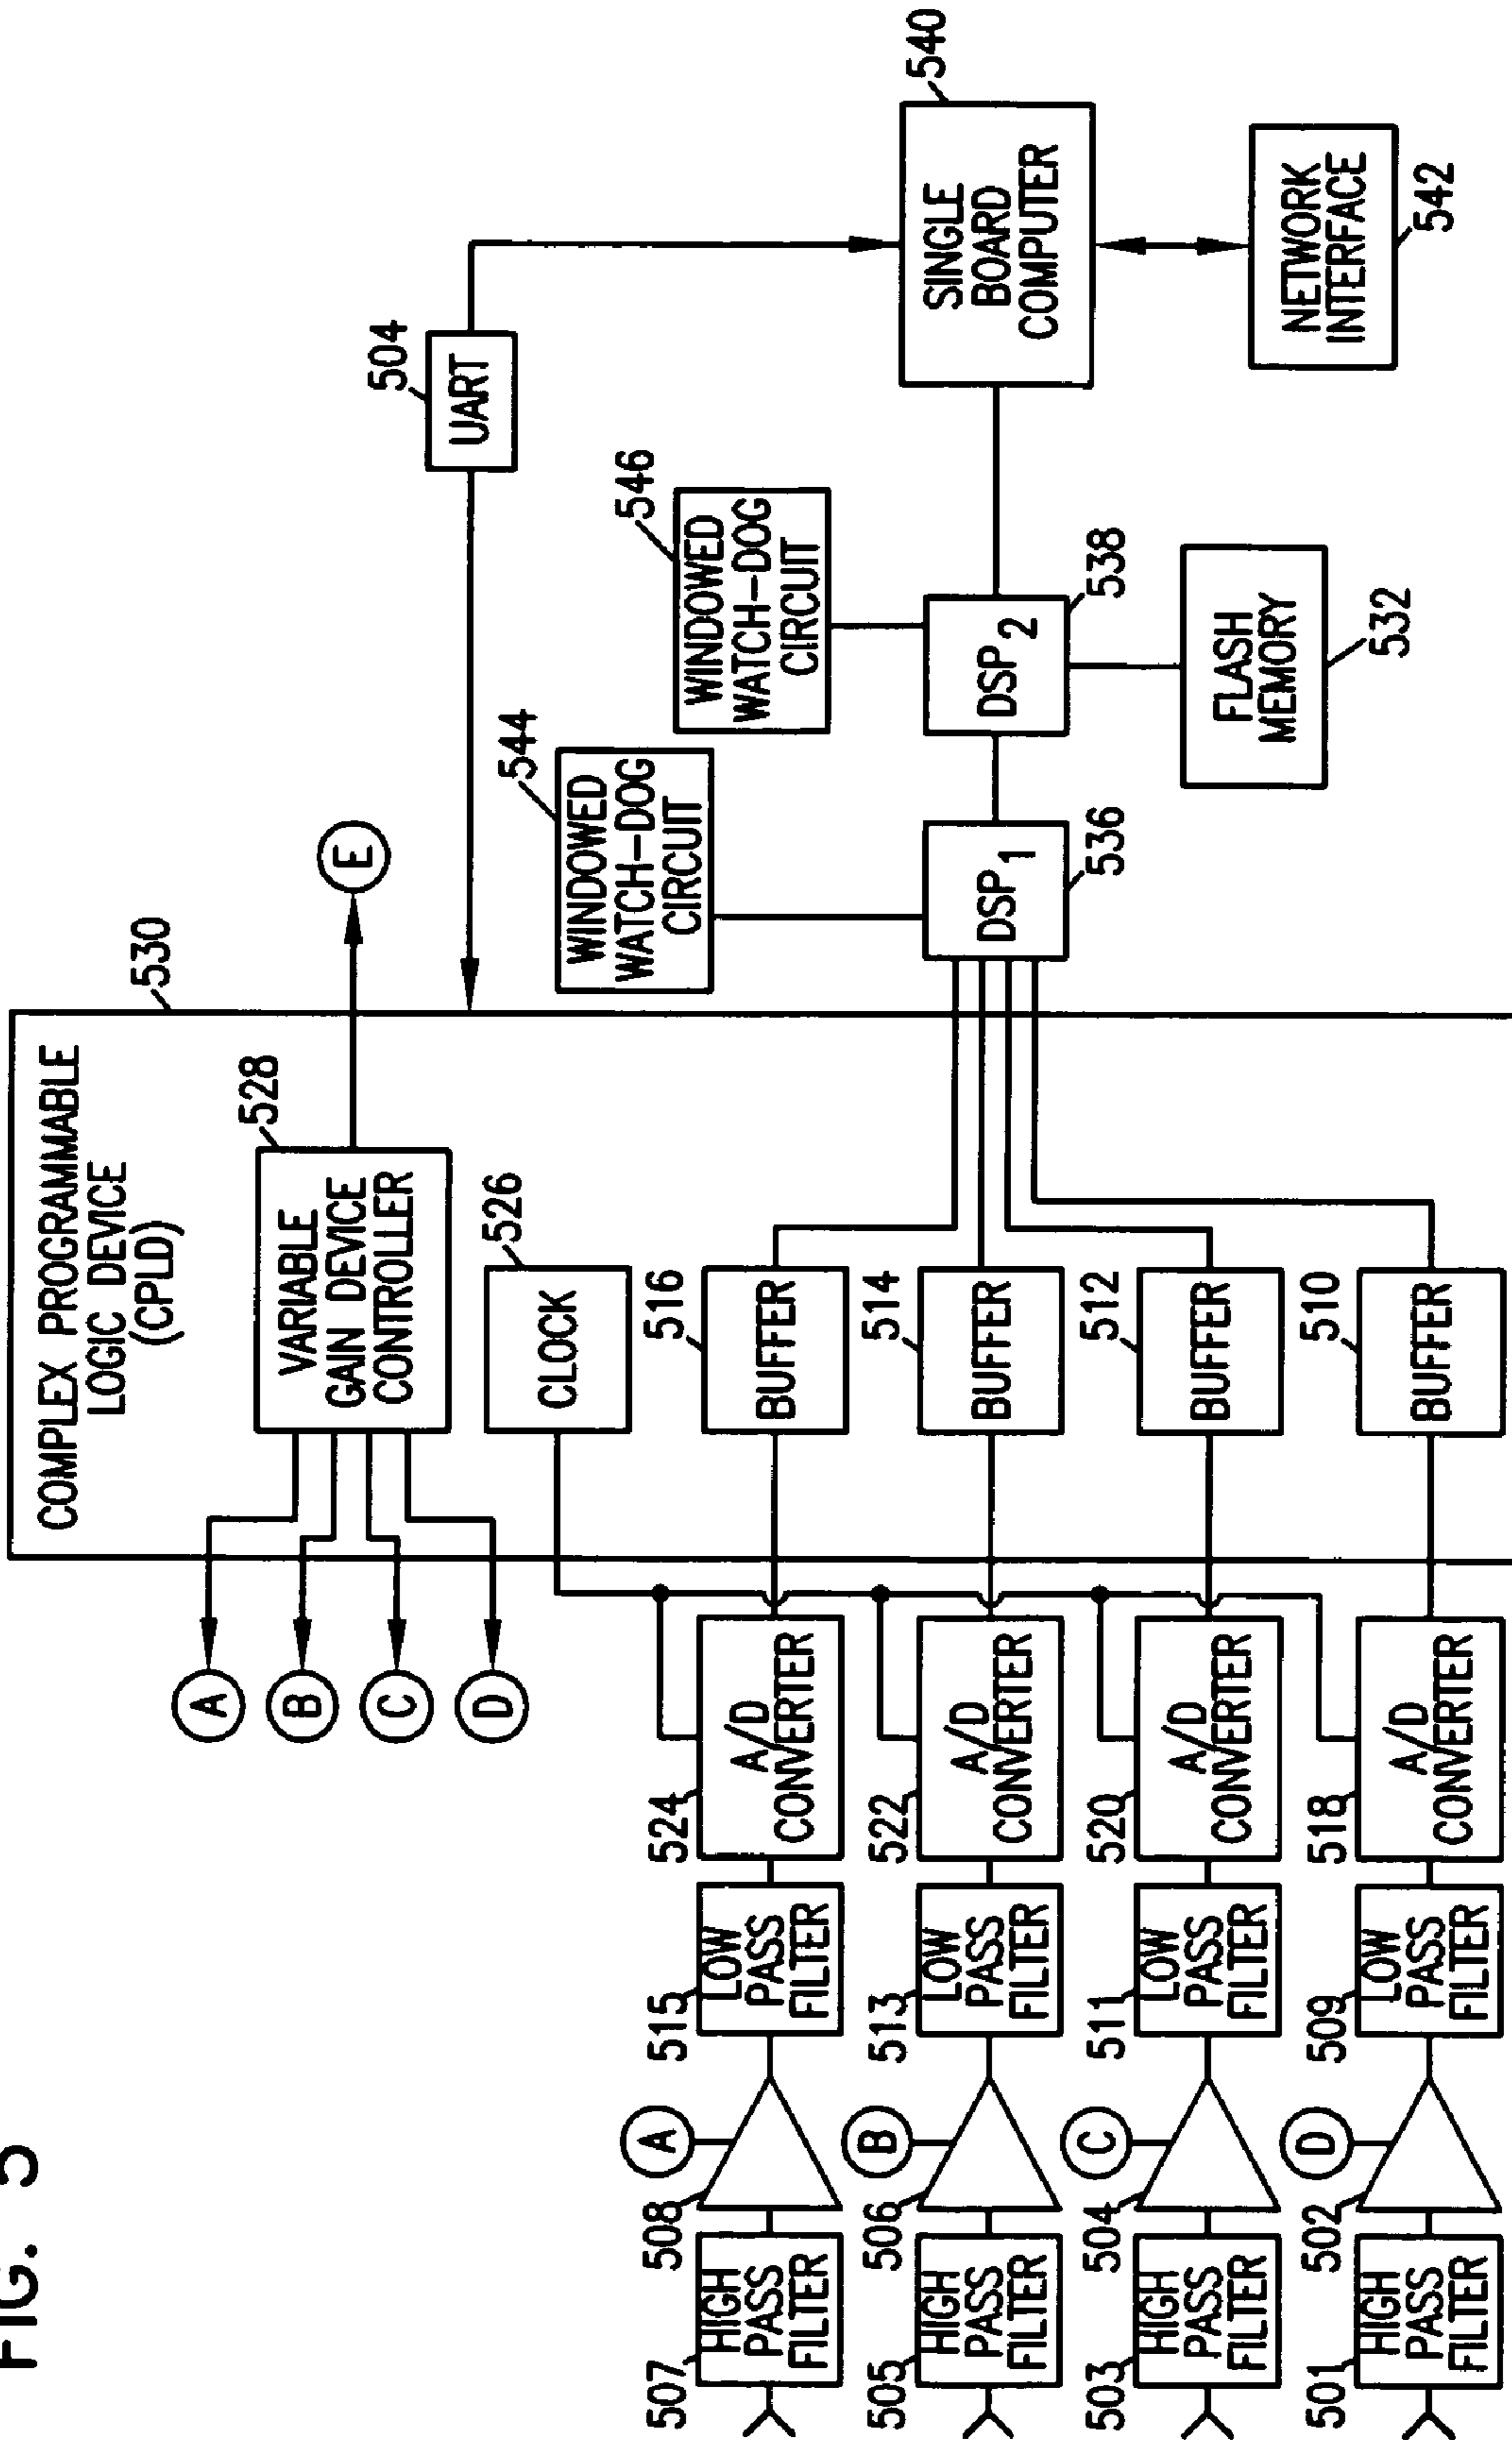 FIG. 5
COMPLEX PROGRAMMABLE
LOGIC DEVICE
(CPLD)
530
VARIABLE
GAIN DEVICE
CONTROLLER
528
A
B
C
D
E
504
UART
CLOCK
526
544
WINDOWED
WATCH-DOG
CIRCUIT
546
WINDOWED
WATCH-DOG
CIRCUIT
507
HIGH
PASS
FILTER
508
A
515
LOW
PASS
FILTER
524
A/D
CONVERTER
BUFFER
516
505
HIGH
PASS
FILTER
506
B
513
LOW
PASS
FILTER
522
A/D
CONVERTER
BUFFER
514
503
HIGH
PASS
FILTER
504
C
511
LOW
PASS
FILTER
520
A/D
CONVERTER
BUFFER
512
501
HIGH
PASS
FILTER
502
D
509
LOW
PASS
FILTER
518
A/D
CONVERTER
BUFFER
510
DSP1
536
DSP2
538
SINGLE
BOARD
COMPUTER
540
FLASH
MEMORY
532
NETWORK
INTERFACE
542